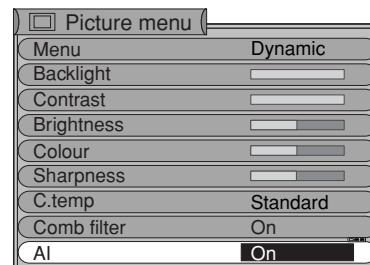 Picture menu
Menu Dynamic
Backlight
Contrast
Brightness
Colour
Sharpness
C.temp Standard
Comb filter On
AI On